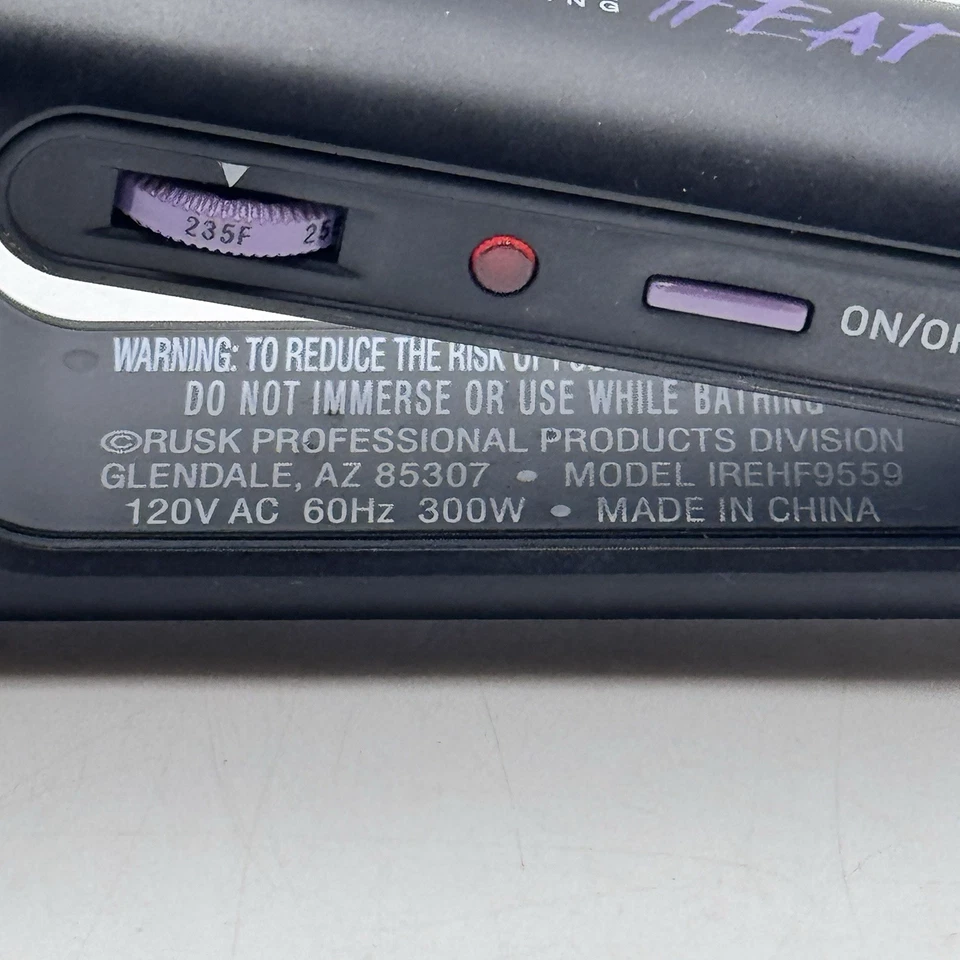 HEAT
235F 25
ON/O
WARNING: TO REDUCE THE RISK OF
DO NOT IMMERSE OR USE WHILE BATHING
©RUSK PROFESSIONAL PRODUCTS DIVISION
GLENDALE, AZ 85307 • MODEL IREHF9559
120V AC 60Hz 300W • MADE IN CHINA